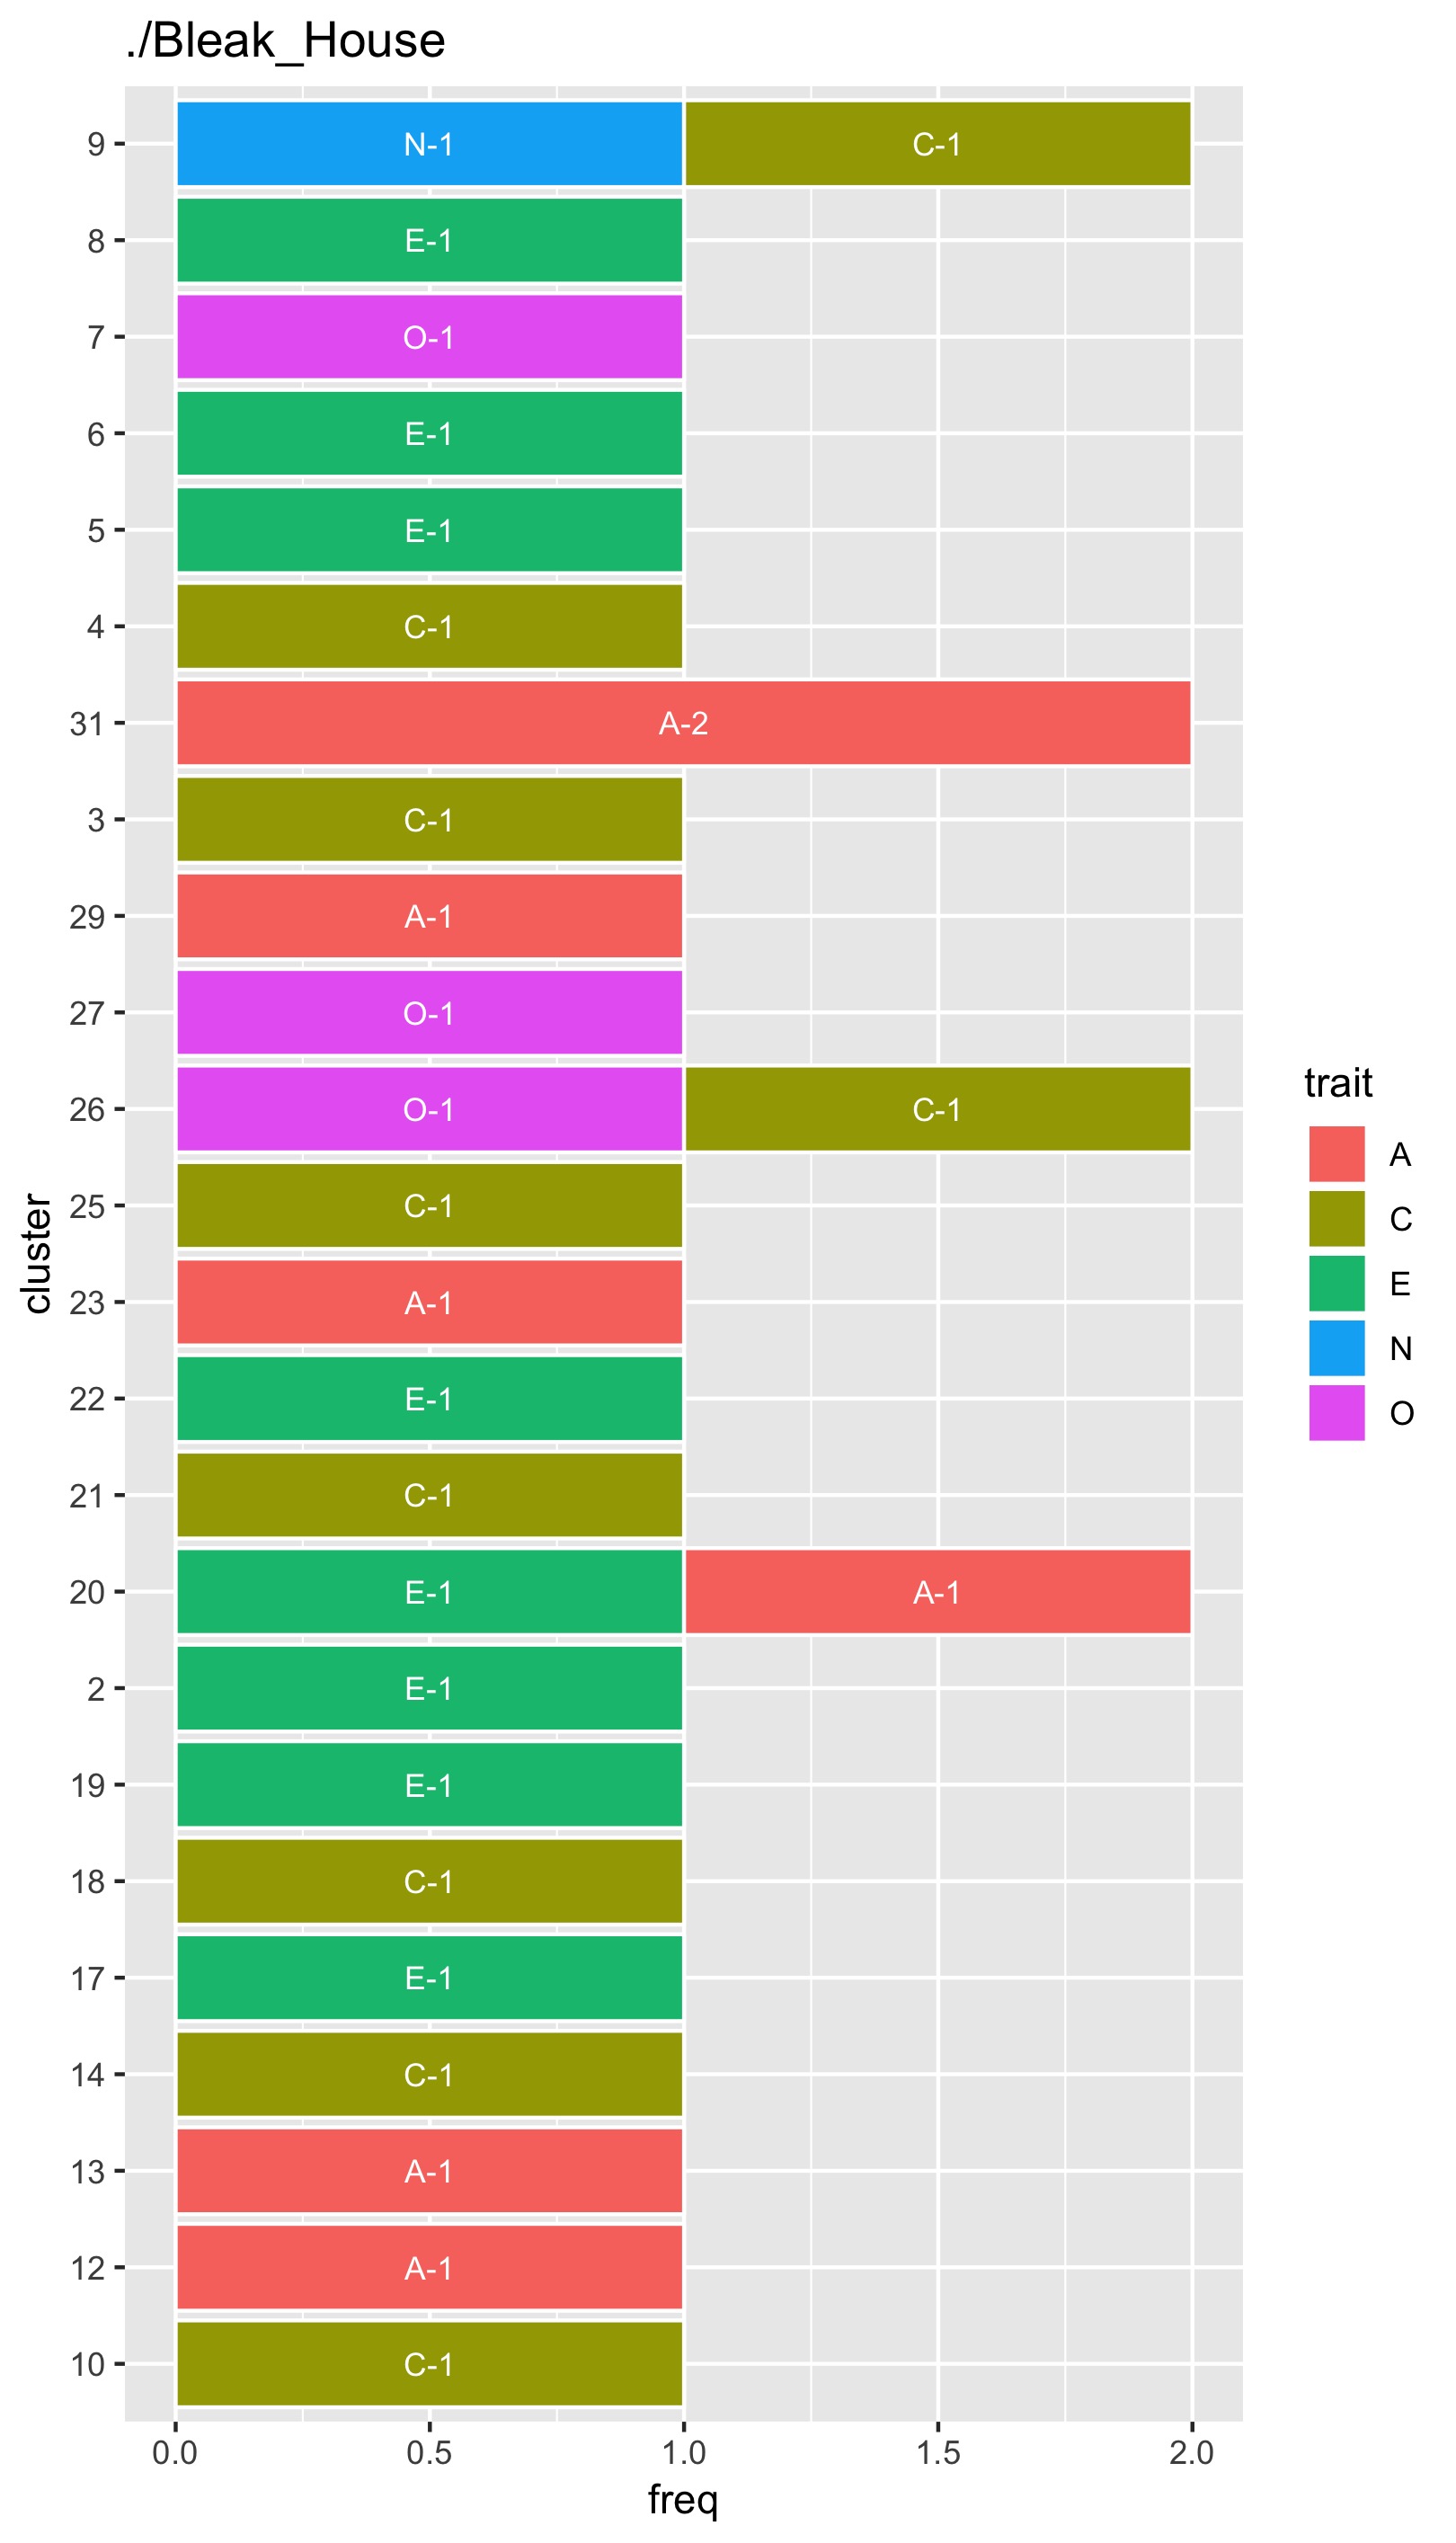 ./Bleak_House
9 N-1 C-1
8 E-1
7 O-1
6 E-1
5 E-1
4 C-1
31 A-2
3 C-1
29 A-1
27 O-1
26 O-1 C-1
25 C-1
23 A-1
22 E-1
21 C-1
20 E-1 A-1
2 E-1
19 E-1
18 C-1
17 E-1
14 C-1
13 A-1
12 A-1
10 C-1
0.0 0.5 1.0 1.5 2.0
freq
cluster
trait
A
C
E
N
O